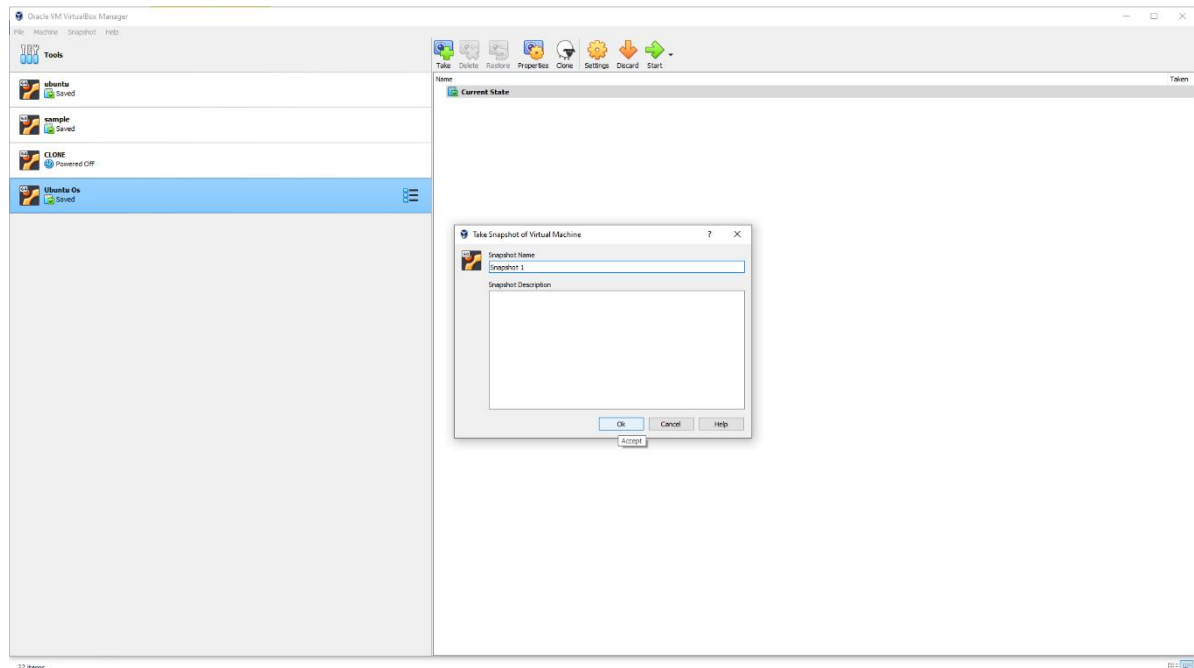 Oracle VM VirtualBox Manager
File Machine Snapshot Help
Tools
Take Delete Restore Properties Clone Settings Discard Start
Name Taken
Current State
ubuntu
Saved
sample
Saved
CLONE
Powered Off
Ubuntu Os
Saved
Take Snapshot of Virtual Machine ? ×
Snapshot Name
Snapshot 1
Snapshot Description
Ok Cancel Help
Accept
22 items